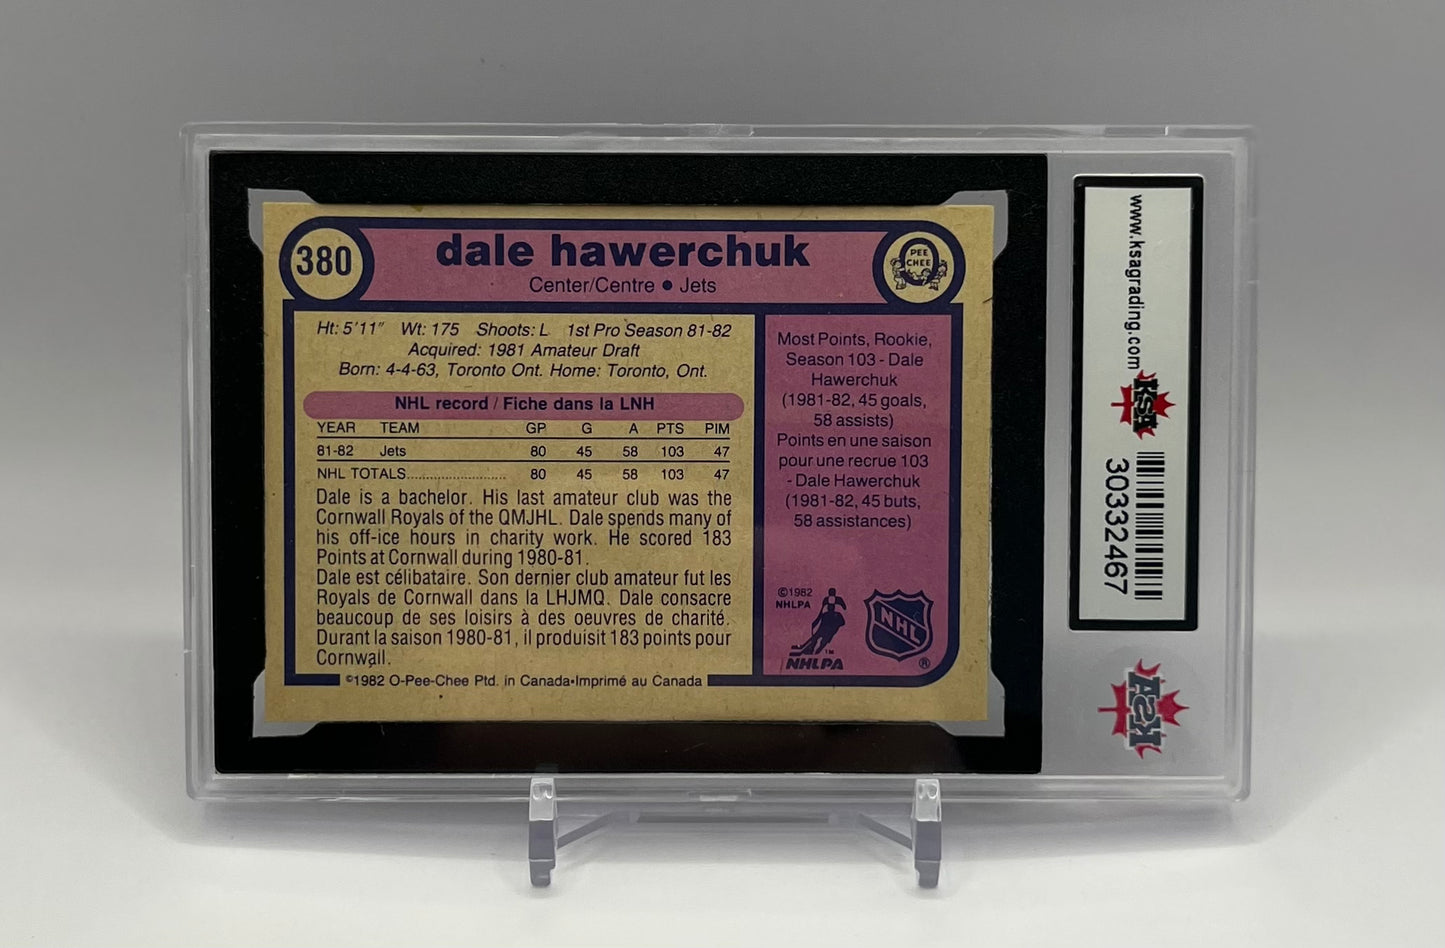 380
dale hawerchuk
Center/Centre ● Jets
PEE
CHEE
Ht: 5'11" Wt: 175 Shoots: L 1st Pro Season 81-82
Acquired: 1981 Amateur Draft
Born: 4-4-63, Toronto Ont. Home: Toronto, Ont.
NHL record / Fiche dans la LNH
YEAR TEAM GP G A PTS PIM
81-82 Jets 80 45 58 103 47
NHL TOTALS............................ 80 45 58 103 47
Dale is a bachelor. His last amateur club was the
Cornwall Royals of the QMJHL. Dale spends many of
his off-ice hours in charity work. He scored 183
Points at Cornwall during 1980-81.
Dale est célibataire. Son dernier club amateur fut les
Royals de Cornwall dans la LHJMQ. Dale consacre
beaucoup de ses loisirs à des oeuvres de charité.
Durant la saison 1980-81, il produisit 183 points pour
Cornwall.
©1982 O-Pee-Chee Ptd. in Canada•Imprimé au Canada
Most Points, Rookie,
Season 103 - Dale
Hawerchuk
(1981-82, 45 goals,
58 assists)
Points en une saison
pour une recrue 103
- Dale Hawerchuk
(1981-82, 45 buts,
58 assistances)
©1982
NHLPA
NHLPA
™
NHL
®
www.ksagrading.com
KSA
30332467
KSA